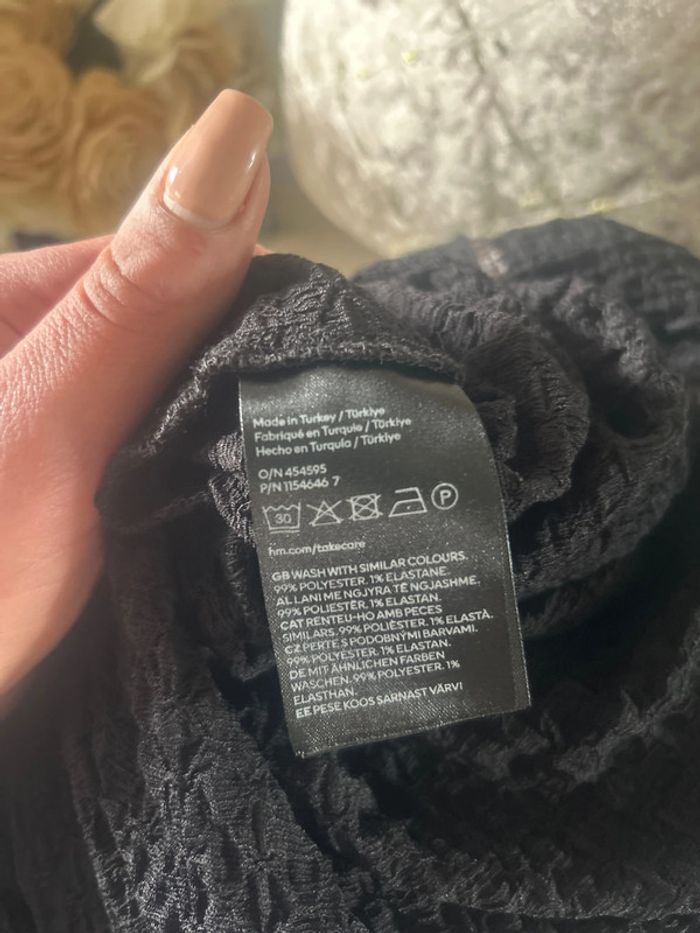 Made in Turkey / Türkiye
Fabriqué en Turquie / Türkiye
Hecho en Turquía / Türkiye
O/N 454595
P/N 1154646 7
30 P
hm.com/takecare
GB WASH WITH SIMILAR COLOURS.
99% POLYESTER. 1% ELASTANE.
AL LANI ME NGJYRA TË NGJASHME.
99% POLIESTËR. 1% ELASTAN.
CAT RENTEU-HO AMB PECES
SIMILARS. 99% POLIÈSTER. 1% ELASTÀ.
CZ PERTE S PODOBNÝMI BARVAMI.
99% POLYESTER. 1% ELASTAN.
DE MIT ÄHNLICHEN FARBEN
WASCHEN. 99% POLYESTER. 1%
ELASTHAN.
EE PESE KOOS SARNAST VÄRVI